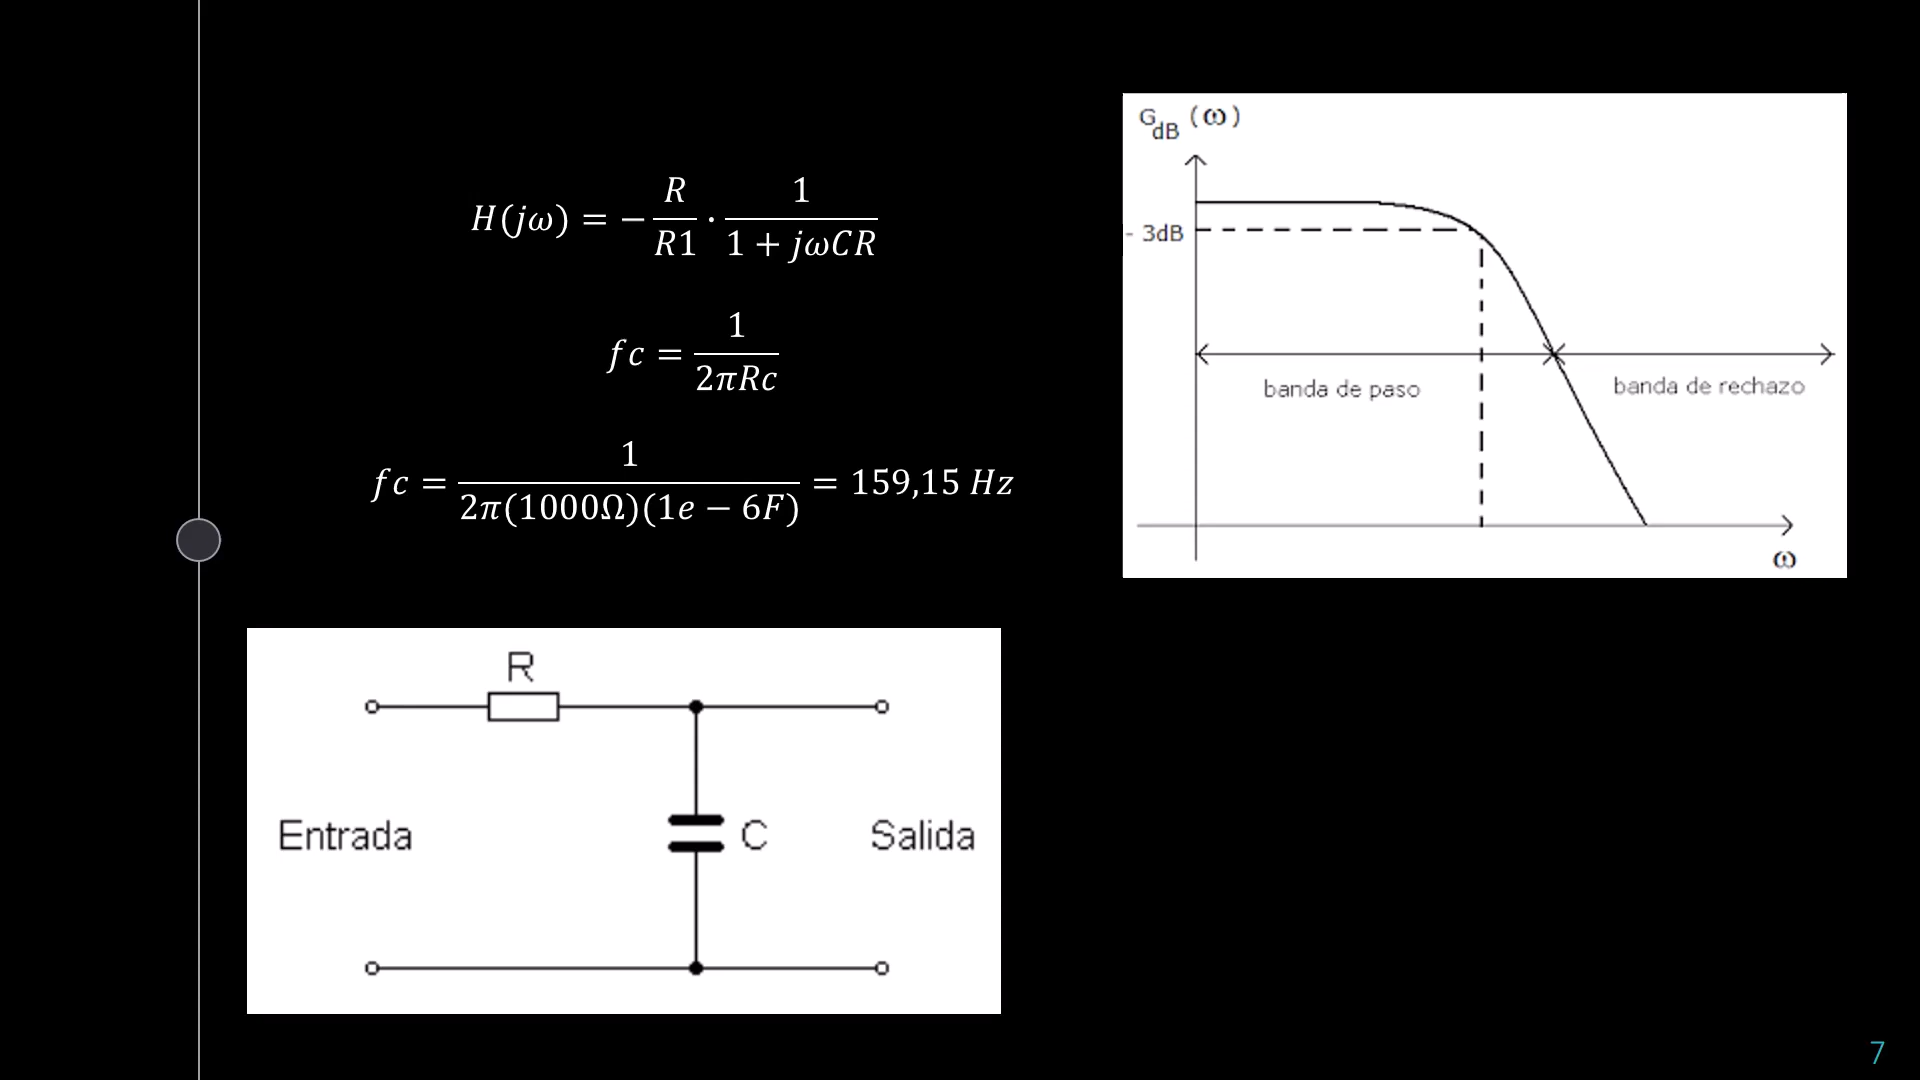 H(jω) = −R/R1 · 1/(1 + jωCR)
fc = 1/(2πRc)
fc = 1/(2π(1000Ω)(1e − 6F)) = 159,15 Hz
G dB (ω)
- 3dB
banda de paso
banda de rechazo
ω
R
Entrada
C
Salida
7